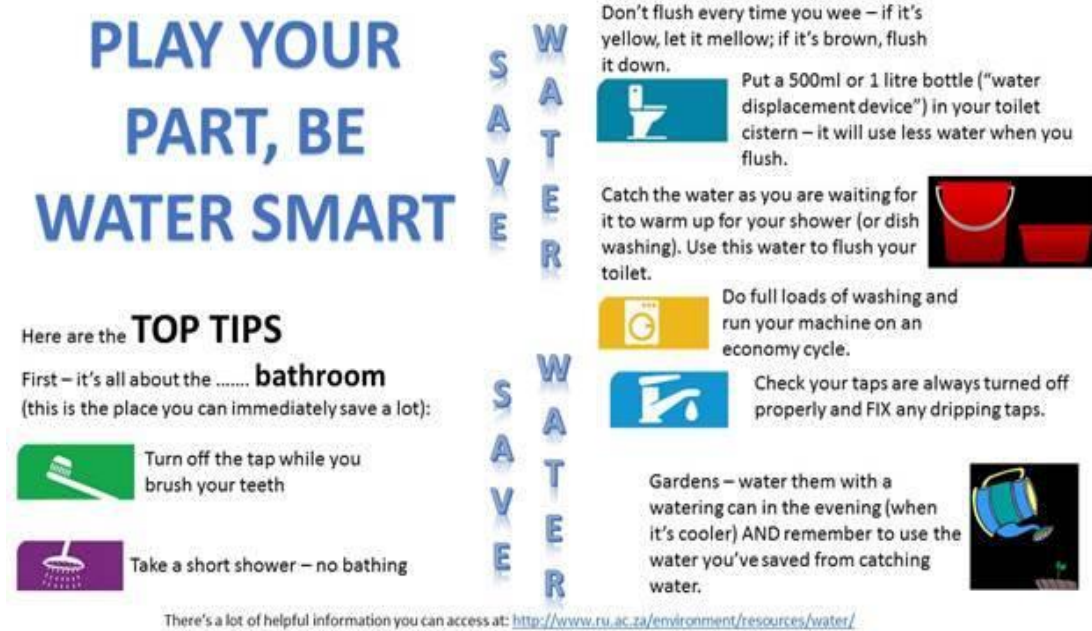 PLAY YOUR
PART, BE
WATER SMART
Here are the TOP TIPS
First – it's all about the ....... bathroom
(this is the place you can immediately save a lot):
Turn off the tap while you
brush your teeth
Take a short shower – no bathing
SAVE
WATER
SAVE
WATER
Don't flush every time you wee – if it's
yellow, let it mellow; if it's brown, flush
it down.
Put a 500ml or 1 litre bottle ("water
displacement device") in your toilet
cistern – it will use less water when you
flush.
Catch the water as you are waiting for
it to warm up for your shower (or dish
washing). Use this water to flush your
toilet.
Do full loads of washing and
run your machine on an
economy cycle.
Check your taps are always turned off
properly and FIX any dripping taps.
Gardens – water them with a
watering can in the evening (when
it's cooler) AND remember to use the
water you've saved from catching
water.
There's a lot of helpful information you can access at: http://www.ru.ac.za/environment/resources/water/